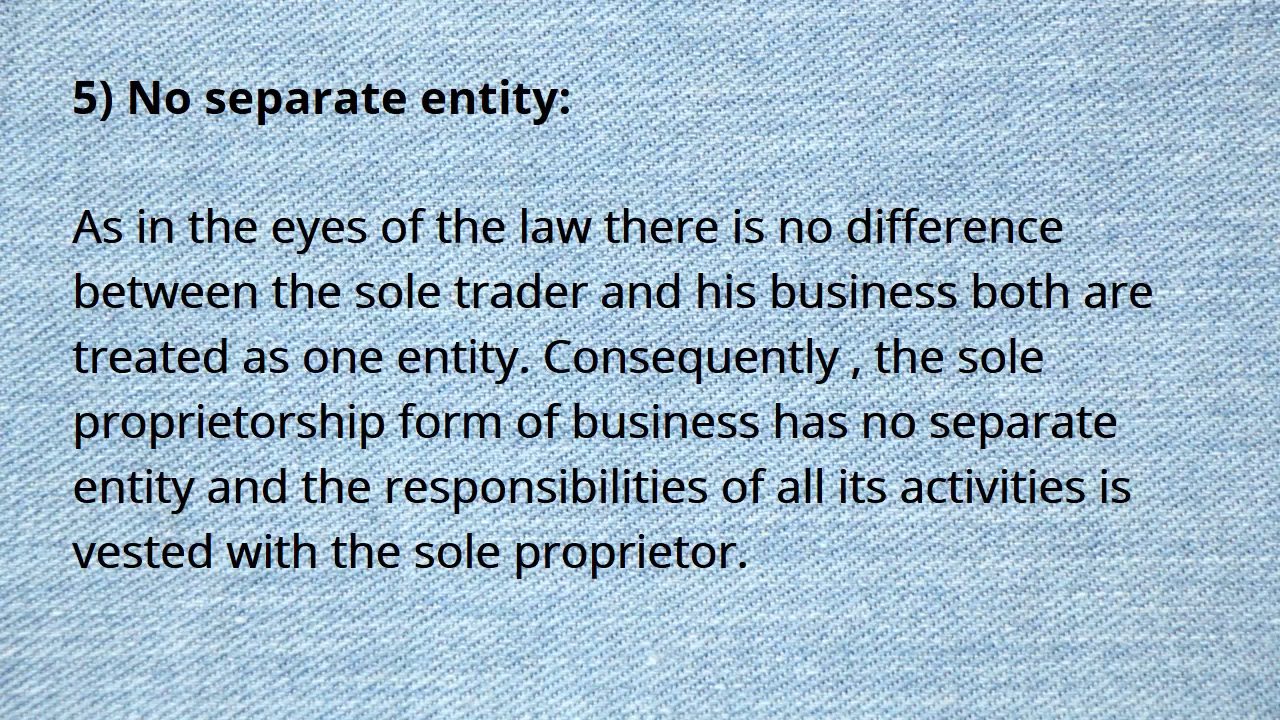 5) No separate entity:
As in the eyes of the law there is no difference
between the sole trader and his business both are
treated as one entity. Consequently , the sole
proprietorship form of business has no separate
entity and the responsibilities of all its activities is
vested with the sole proprietor.